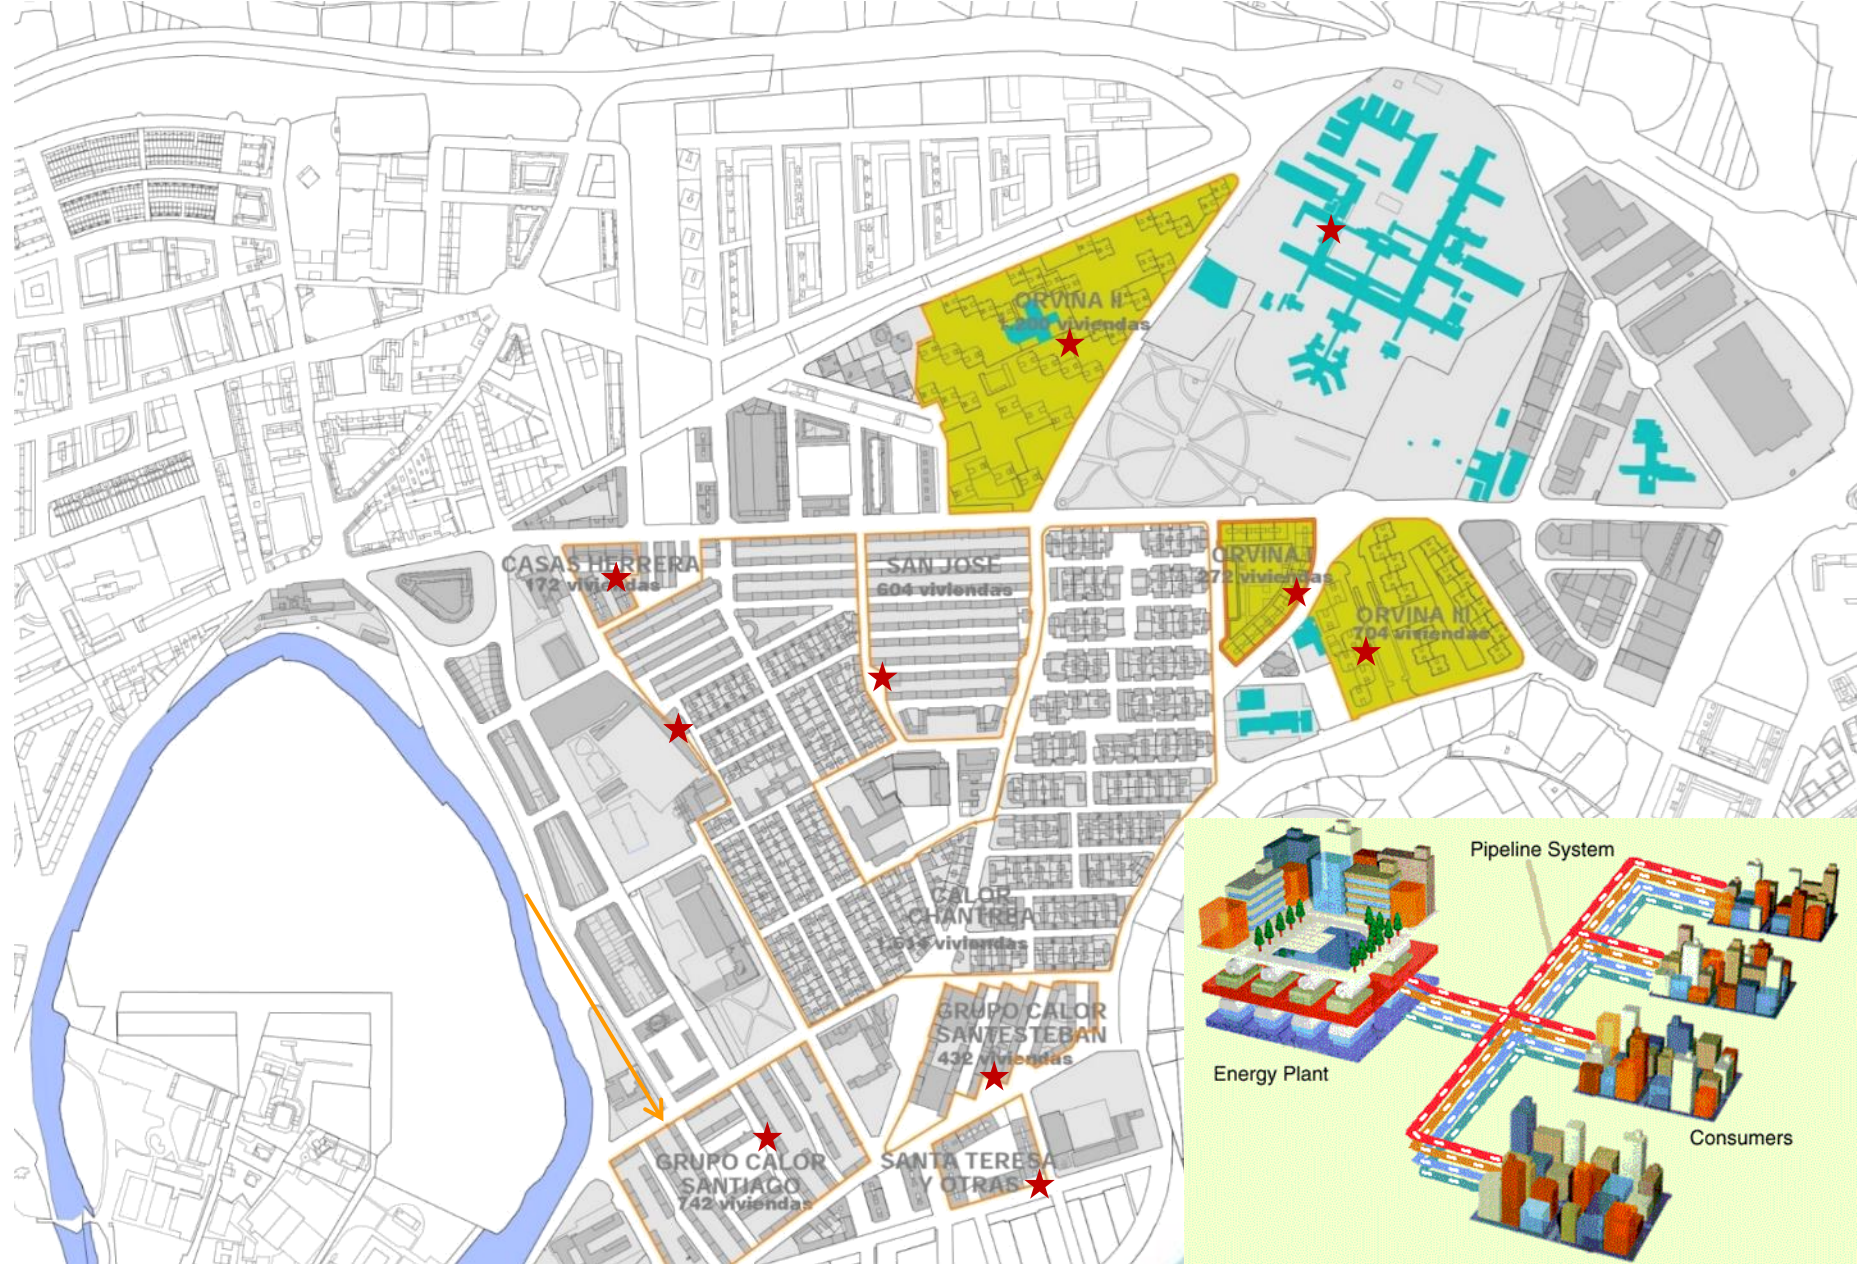 ORVINA II
1.200 viviendas
CASAS HERRERA
172 viviendas
SAN JOSE
604 viviendas
ORVINA I
272 viviendas
ORVINA III
704 viviendas
CALOR
CHANTREA
viviendas
GRUPO CALOR
SANTESTEBAN
432 viviendas
GRUPO CALOR
SANTIAGO
742 viviendas
SANTA TERESA
Y OTRAS
Pipeline System
Energy Plant
Consumers